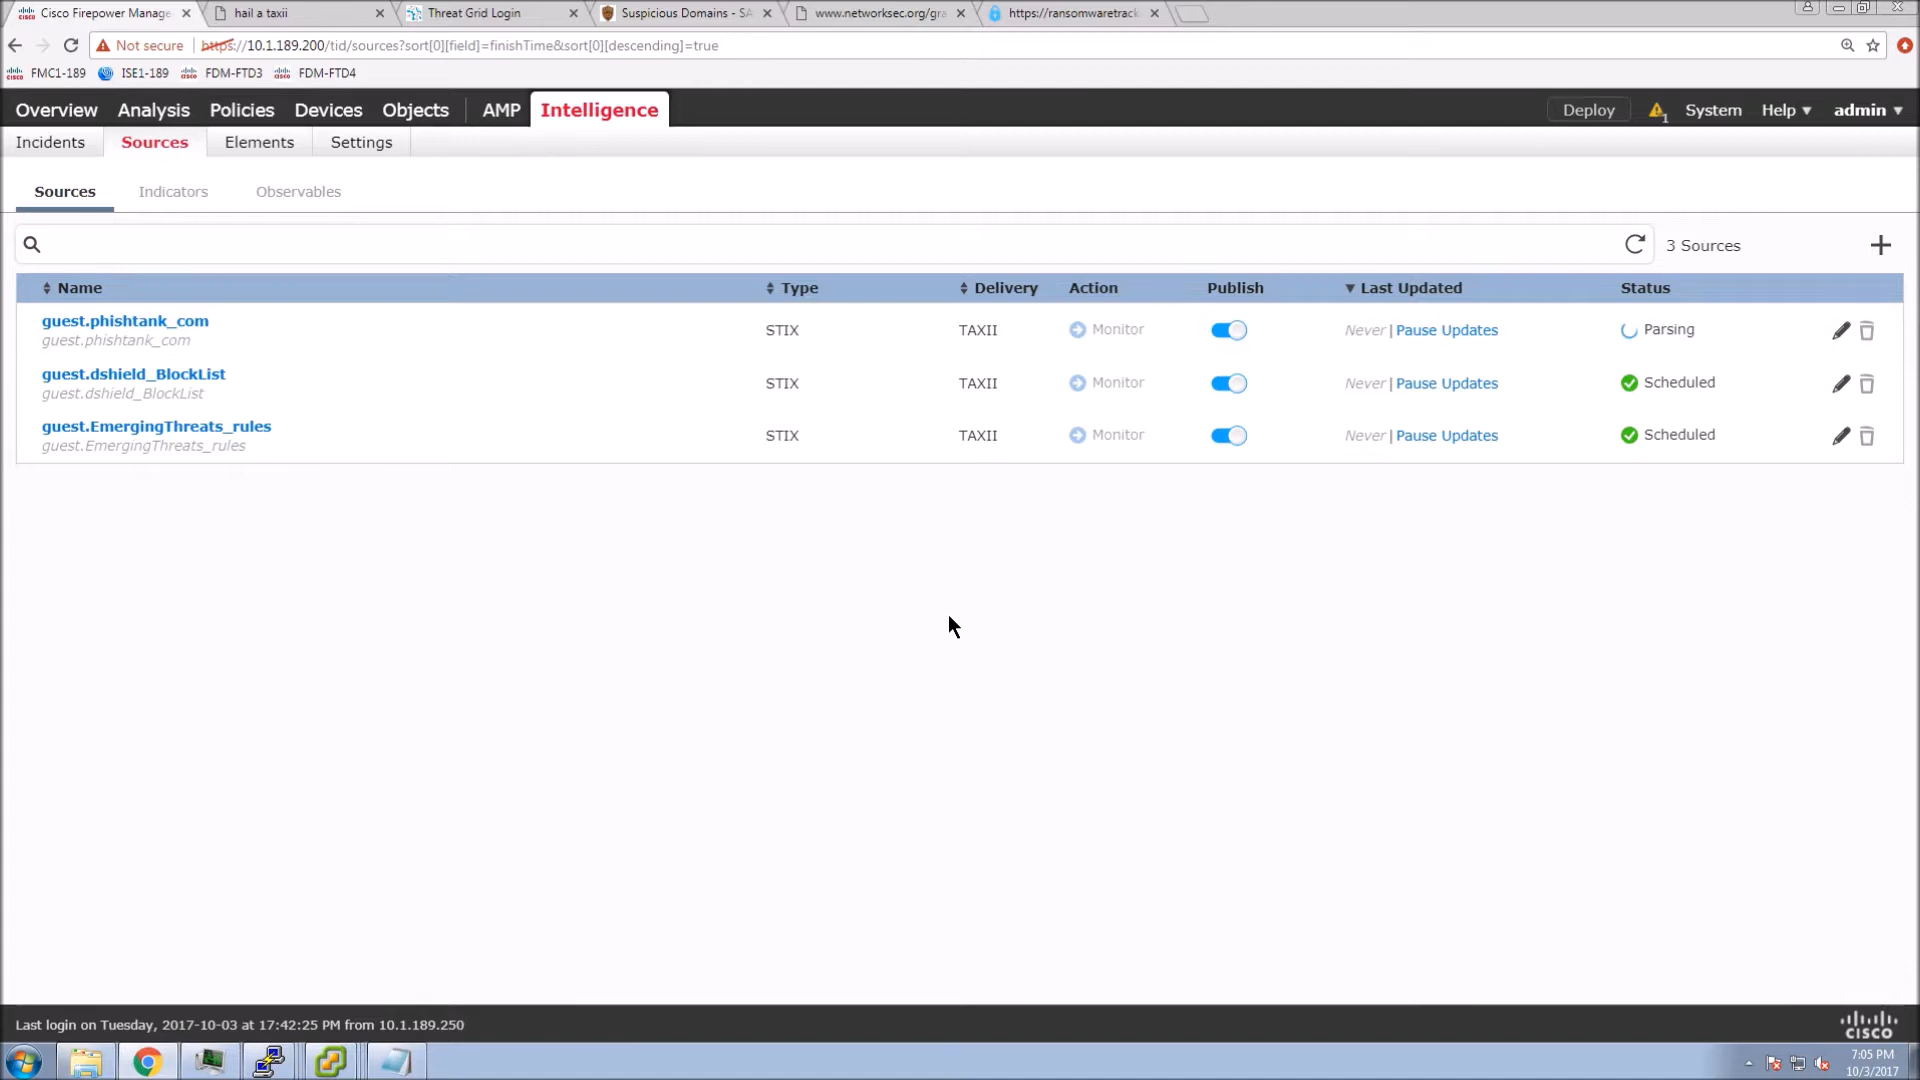 Cisco Firepower Manage
hail a taxii
Threat Grid Login
Suspicious Domains - SA
www.networksec.org/gra
https://ransomwaretrack
Not secure
https://10.1.189.200/tid/sources?sort[0][field]=finishTime&sort[0][descending]=true
FMC1-189
ISE1-189
FDM-FTD3
FDM-FTD4
Overview Analysis Policies Devices Objects AMP Intelligence Deploy 1 System Help admin
Incidents Sources Elements Settings
Sources Indicators Observables
3 Sources
Name Type Delivery Action Publish Last Updated Status
guest.phishtank_com
guest.phishtank_com
STIX TAXII Monitor Never | Pause Updates Parsing
guest.dshield_BlockList
guest.dshield_BlockList
STIX TAXII Monitor Never | Pause Updates Scheduled
guest.EmergingThreats_rules
guest.EmergingThreats_rules
STIX TAXII Monitor Never | Pause Updates Scheduled
Last login on Tuesday, 2017-10-03 at 17:42:25 PM from 10.1.189.250
CISCO
7:05 PM
10/3/2017